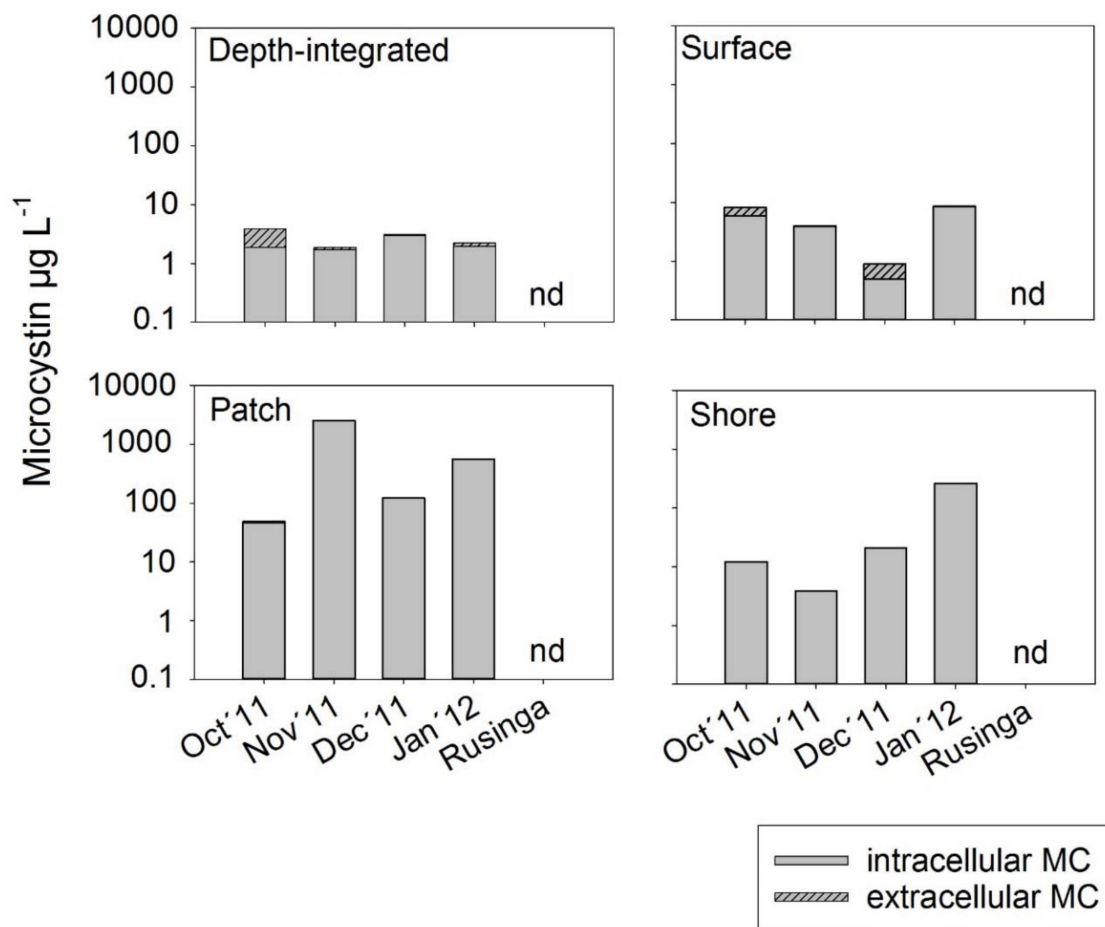 Microcystin µg L-1
Depth-integrated
10000
1000
100
10
1
0.1
nd
Surface
nd
Patch
10000
1000
100
10
1
0.1
nd
Oct´11
Nov´11
Dec´11
Jan´12
Rusinga
Shore
nd
Oct´11
Nov´11
Dec´11
Jan´12
Rusinga
intracellular MC
extracellular MC